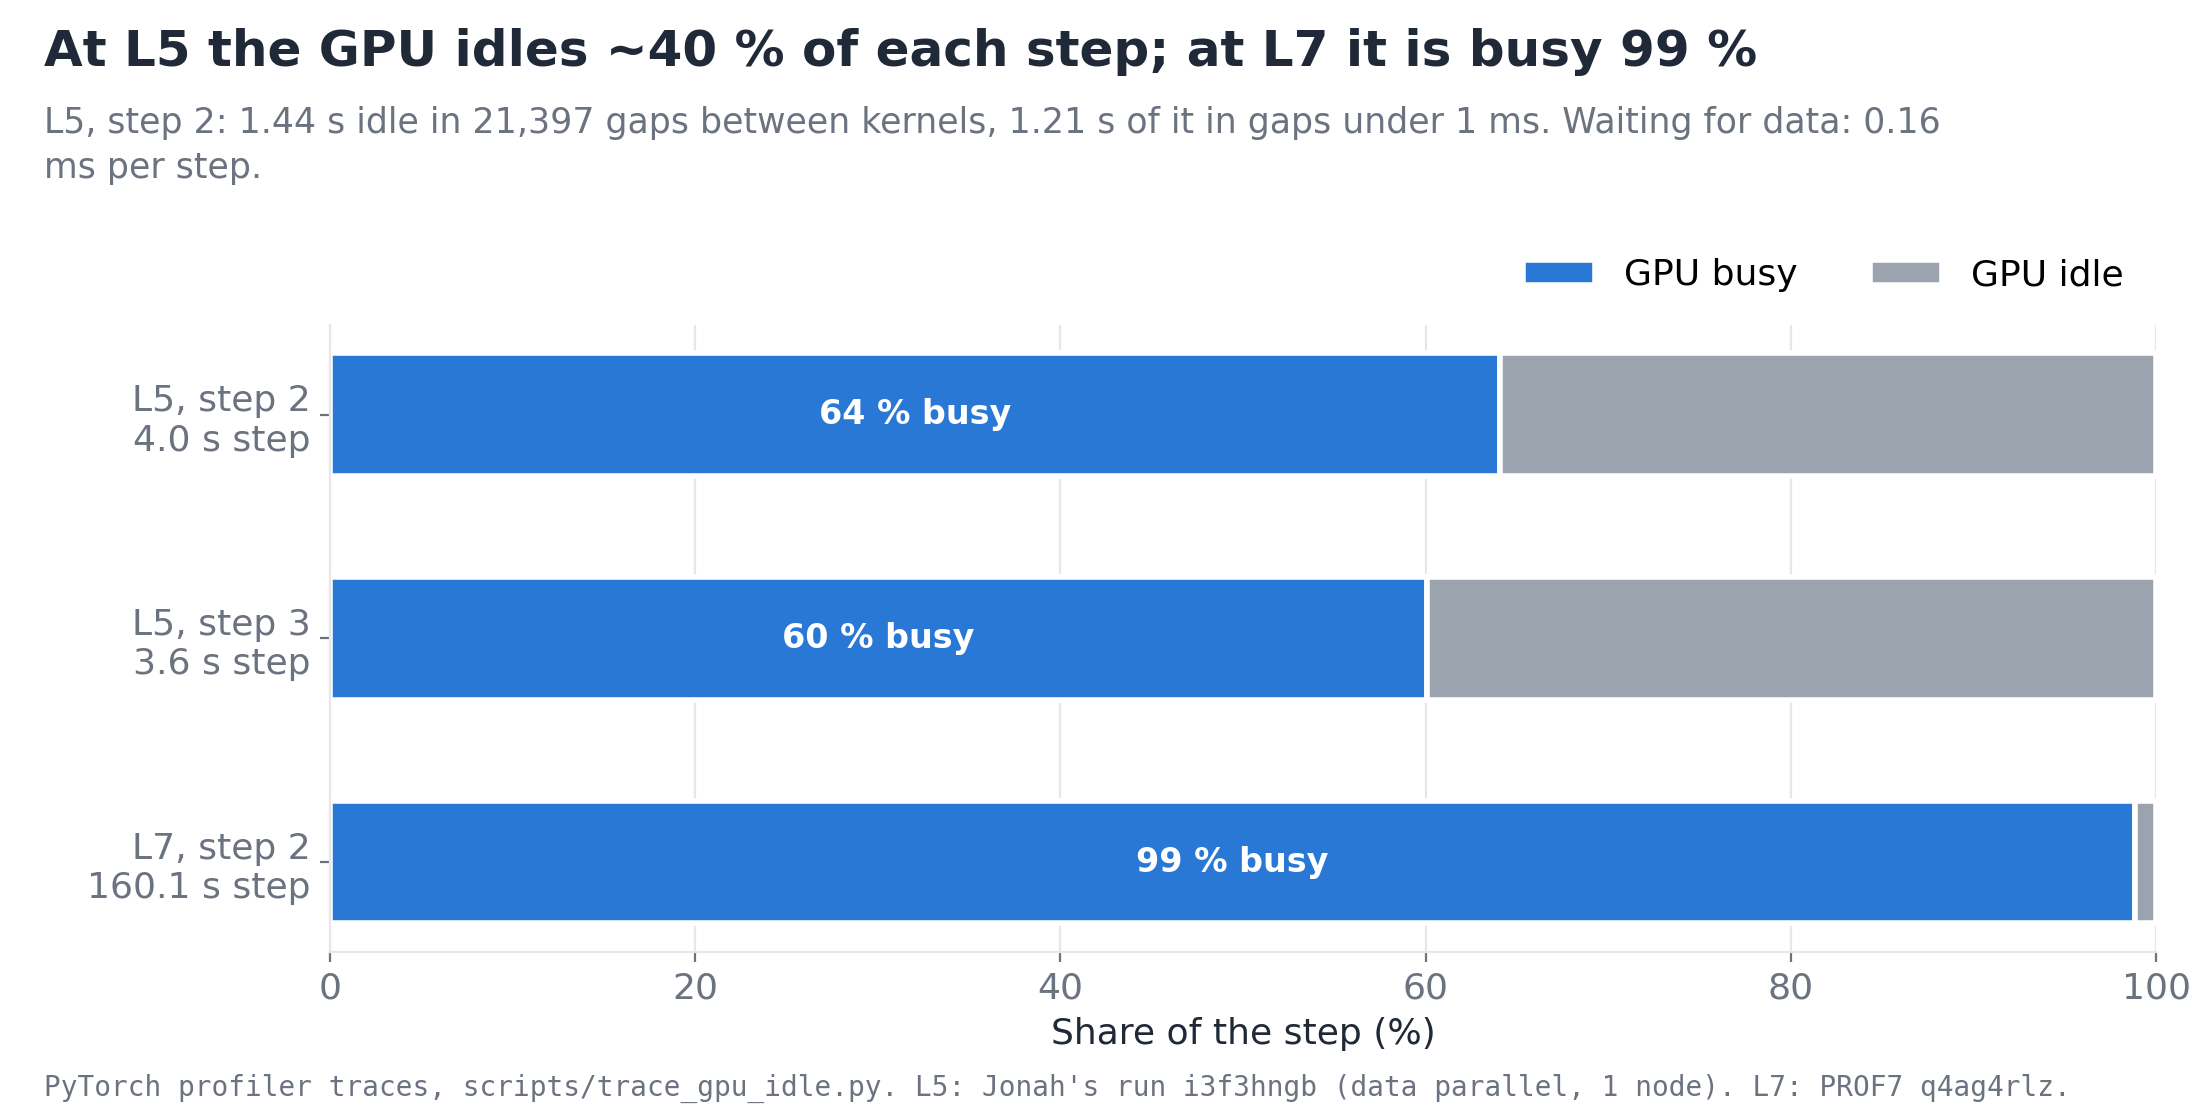 At L5 the GPU idles ~40 % of each step; at L7 it is busy 99 %
L5, step 2: 1.44 s idle in 21,397 gaps between kernels, 1.21 s of it in gaps under 1 ms. Waiting for data: 0.16
ms per step.
GPU busy GPU idle
L5, step 2
4.0 s step
64 % busy
L5, step 3
3.6 s step
60 % busy
L7, step 2
160.1 s step
99 % busy
0 20 40 60 80 100
Share of the step (%)
PyTorch profiler traces, scripts/trace_gpu_idle.py. L5: Jonah's run i3f3hngb (data parallel, 1 node). L7: PROF7 q4ag4rlz.